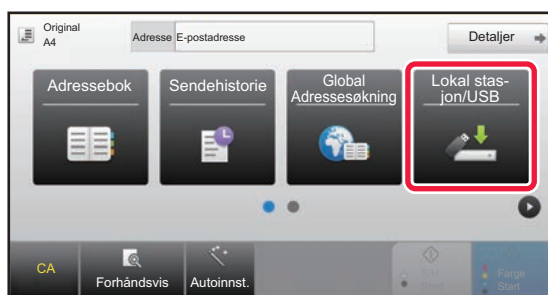 Original
A4
Adresse E-postadresse
Detaljer
Adressebok
Sendehistorie
Global
Adressesøkning
Lokal stas-
jon/USB
CA
Forhåndsvis
Autoinnst.
Farge
Start